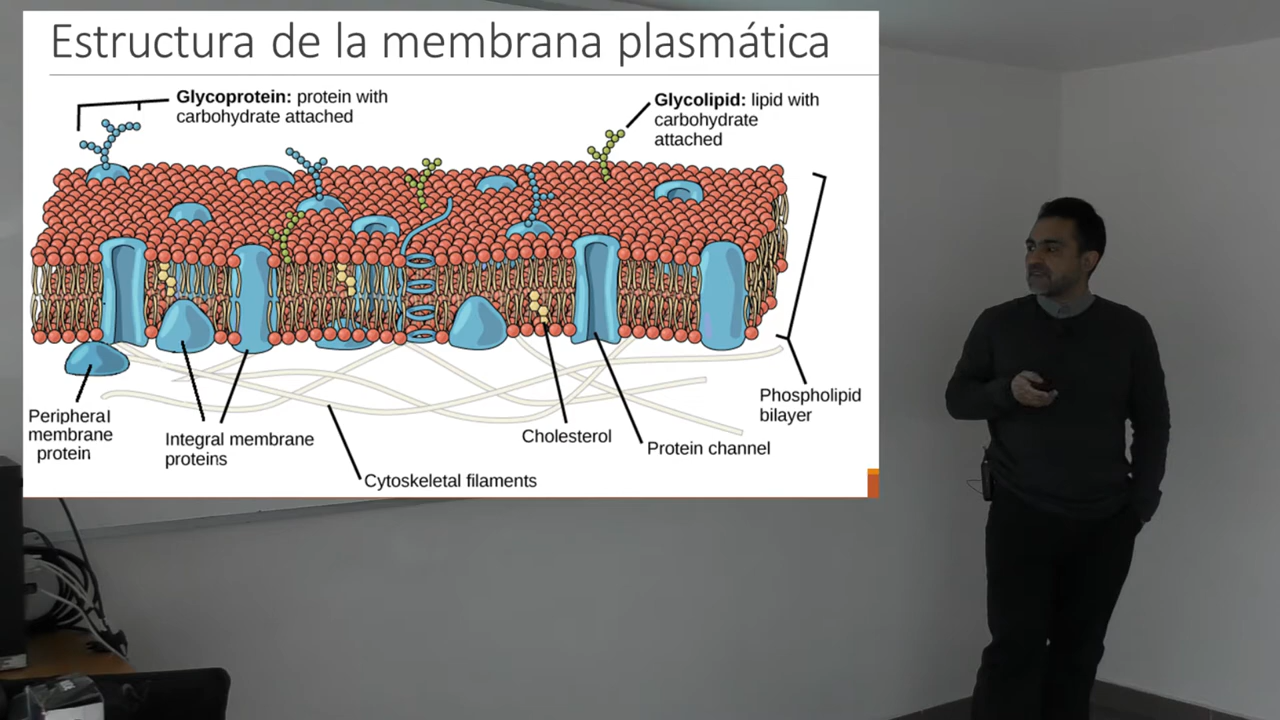 Estructura de la membrana plasmática
Glycoprotein: protein with
carbohydrate attached
Glycolipid: lipid with
carbohydrate
attached
Peripheral
membrane
protein
Integral membrane
proteins
Cytoskeletal filaments
Cholesterol
Protein channel
Phospholipid
bilayer